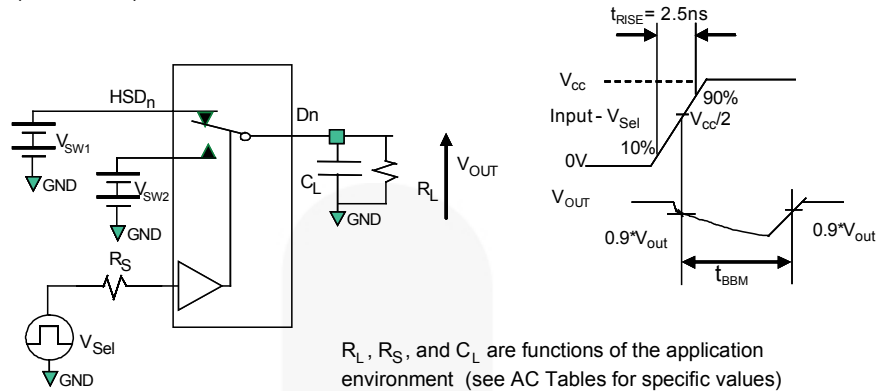 HSDn
VSW1
GND
VSW2
GND
RS
VSel
GND
Dn
CL
RL
GND
VOUT
tRISE = 2.5ns
Vcc
Input - VSel
10%
90%
Vcc/2
0V
VOUT
0.9*Vout
0.9*Vout
tBBM
RL , RS, and CL are functions of the application
environment (see AC Tables for specific values)